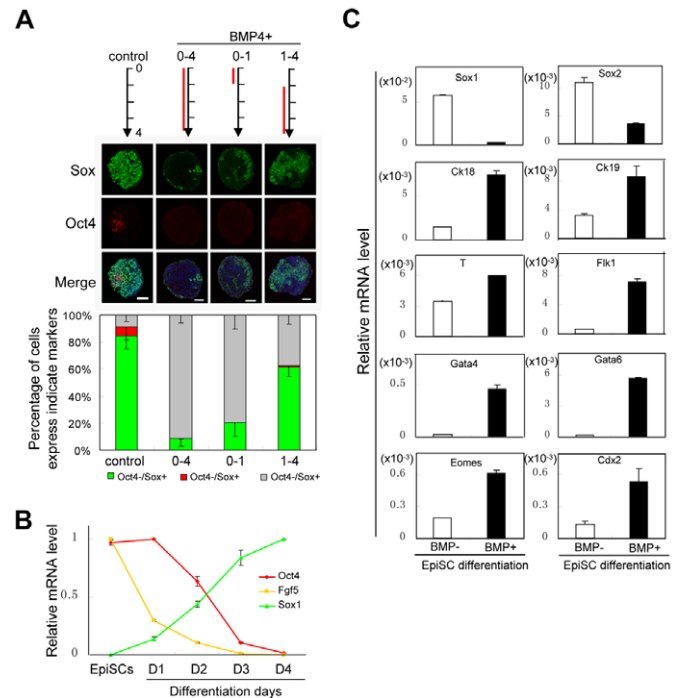 A
BMP4+
control 0-4 0-1 1-4
0
4
Sox
Oct4
Merge
Percentage of cells
express indicate markers
100%
80%
60%
40%
20%
0%
control 0-4 0-1 1-4
Oct4-/Sox+ Oct4-/Sox+ Oct4-/Sox+
B
Relative mRNA level
1
0.5
0
Oct4
Fgf5
Sox1
EpiSCs D1 D2 D3 D4
Differentiation days
C
Relative mRNA level
(x10-2) Sox1
5
0
(x10-3) Sox2
10
5
0
Ck18
(x10-3)
8
4
0
Ck19
(x10-3)
8
4
0
T
(x10-3)
6
3
0
Flk1
(x10-3)
8
4
0
Gata4
(x10-3)
0.5
0
Gata6
(x10-3)
6
3
0
Eomes
(x10-3)
0.6
0.3
0
Cdx2
(x10-3)
0.6
0.3
0
BMP- BMP+
EpiSC differentiation
BMP- BMP+
EpiSC differentiation